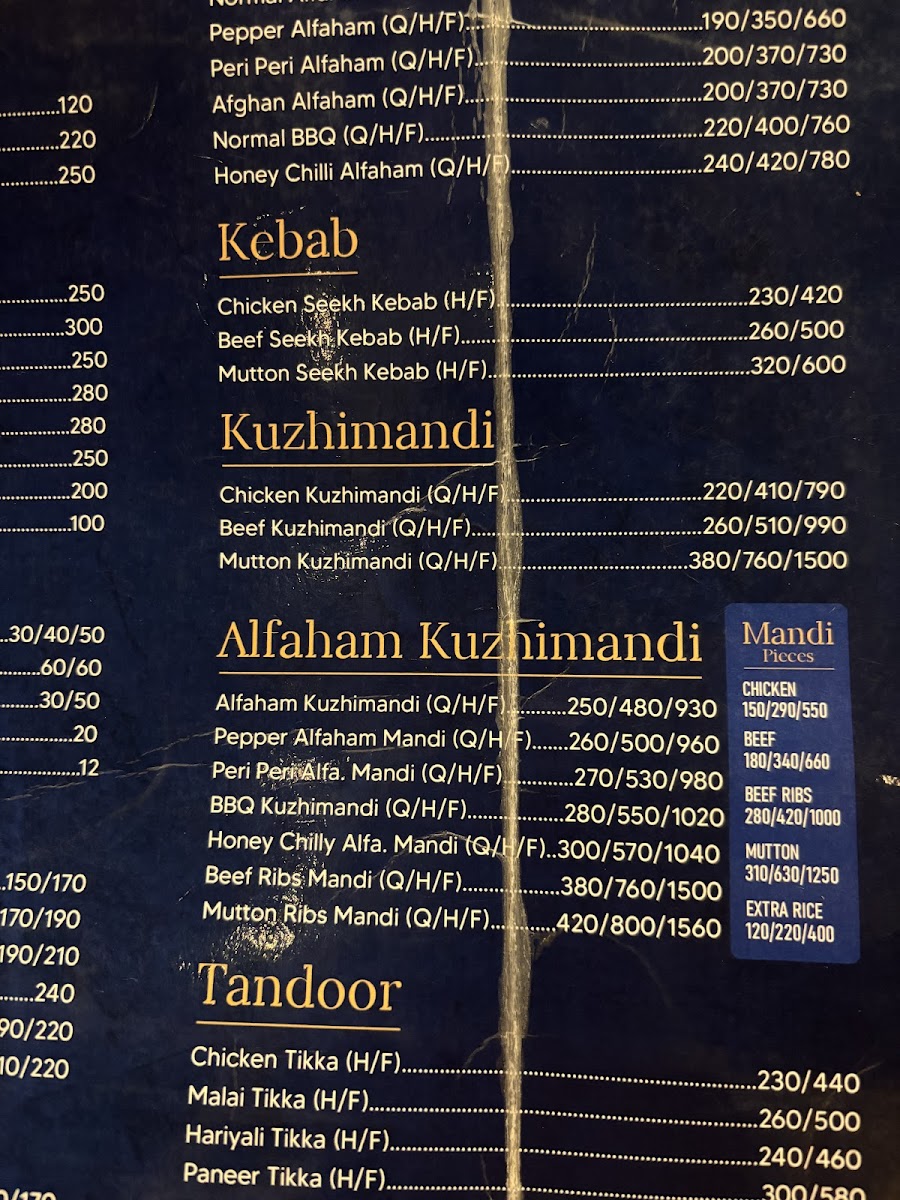 .....120
.....220
.....250
.....250
.....300
.....250
.....280
.....280
.....250
.....200
.....100
..30/40/50
.....60/60
.....30/50
.....20
.....12
..150/170
170/190
190/210
.....240
90/220
10/220
0/170
Pepper Alfaham (Q/H/F).....190/350/660
Peri Peri Alfaham (Q/H/F).....200/370/730
Afghan Alfaham (Q/H/F).....200/370/730
Normal BBQ (Q/H/F).....220/400/760
Honey Chilli Alfaham (Q/H/F).....240/420/780
Kebab
Chicken Seekh Kebab (H/F).....230/420
Beef Seekh Kebab (H/F).....260/500
Mutton Seekh Kebab (H/F).....320/600
Kuzhimandi
Chicken Kuzhimandi (Q/H/F).....220/410/790
Beef Kuzhimandi (Q/H/F).....260/510/990
Mutton Kuzhimandi (Q/H/F).....380/760/1500
Alfaham Kuzhimandi
Alfaham Kuzhimandi (Q/H/F).....250/480/930
Pepper Alfaham Mandi (Q/H/F).....260/500/960
Peri Peri Alfa. Mandi (Q/H/F).....270/530/980
BBQ Kuzhimandi (Q/H/F).....280/550/1020
Honey Chilly Alfa. Mandi (Q/H/F)..300/570/1040
Beef Ribs Mandi (Q/H/F).....380/760/1500
Mutton Ribs Mandi (Q/H/F).....420/800/1560
Mandi
Pieces
CHICKEN
150/290/550
BEEF
180/340/660
BEEF RIBS
280/420/1000
MUTTON
310/630/1250
EXTRA RICE
120/220/400
Tandoor
Chicken Tikka (H/F).....230/440
Malai Tikka (H/F).....260/500
Hariyali Tikka (H/F).....240/460
Paneer Tikka (H/F).....300/580